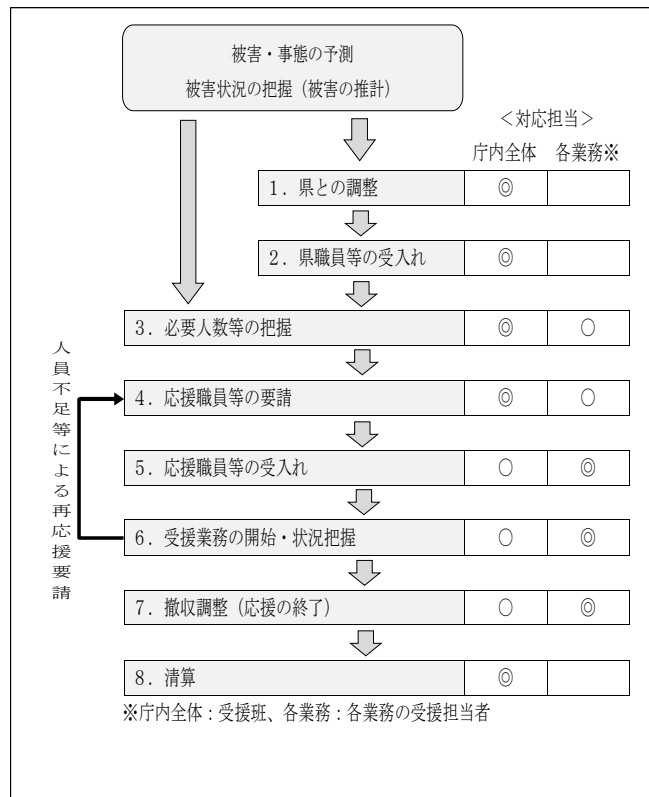 被害・事態の予測
被害状況の把握（被害の推計）
＜対応担当＞
庁内全体 各業務※
1．県との調整 ◎
2．県職員等の受入れ ◎
3．必要人数等の把握 ◎ ○
4．応援職員等の要請 ◎ ○
5．応援職員等の受入れ ○ ◎
6．受援業務の開始・状況把握 ○ ◎
7．撤収調整（応援の終了） ○ ◎
8．清算 ◎
人員不足等による再応援要請
※庁内全体：受援班、各業務：各業務の受援担当者